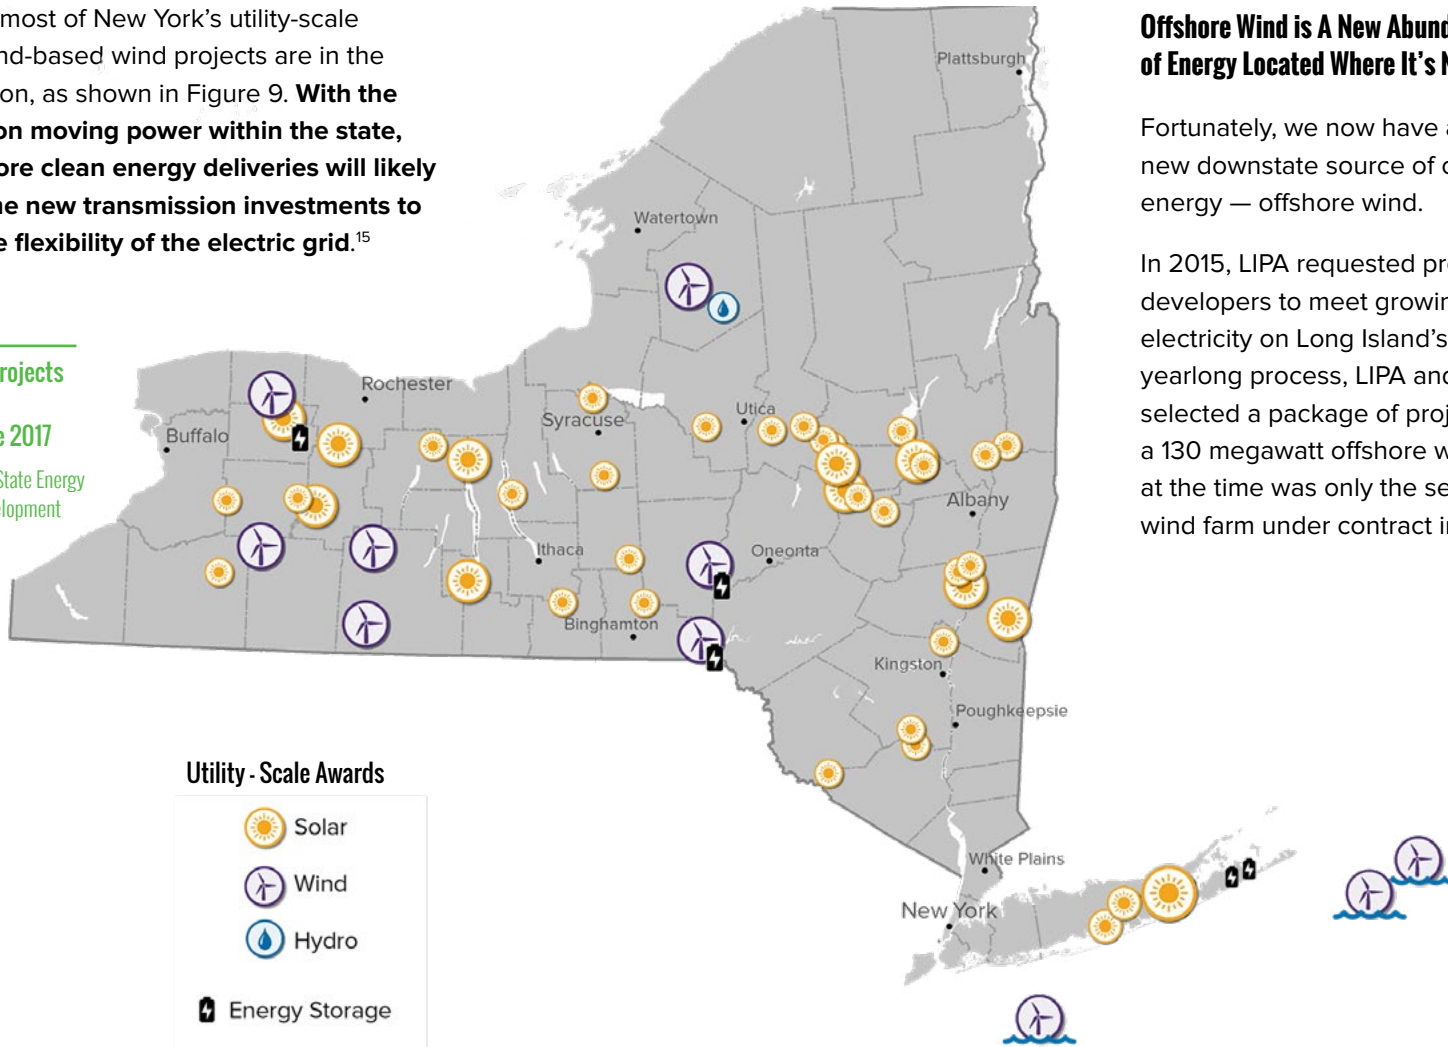 most of New York’s utility-scale
nd-based wind projects are in the
on, as shown in Figure 9. With the
on moving power within the state,
ore clean energy deliveries will likely
ne new transmission investments to
e flexibility of the electric grid.15
rojects
e 2017
State Energy
elopment
Offshore Wind is A New Abund
of Energy Located Where It’s N
Fortunately, we now have a
new downstate source of c
energy — offshore wind.
In 2015, LIPA requested pro
developers to meet growin
electricity on Long Island’s
yearlong process, LIPA and
selected a package of proj
a 130 megawatt offshore w
at the time was only the se
wind farm under contract i
Plattsburgh
Watertown
Rochester
Buffalo
Syracuse
Utica
Albany
Ithaca
Oneonta
Binghamton
Kingston
Poughkeepsie
White Plains
New York
Utility - Scale Awards
Solar
Wind
Hydro
Energy Storage